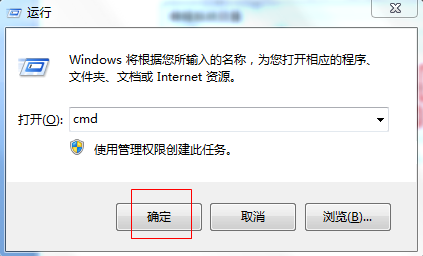 运行
Windows 将根据您所输入的名称，为您打开相应的程序、
文件夹、文档或 Internet 资源。
打开(O): cmd
使用管理权限创建此任务。
确定 取消 浏览(B)...